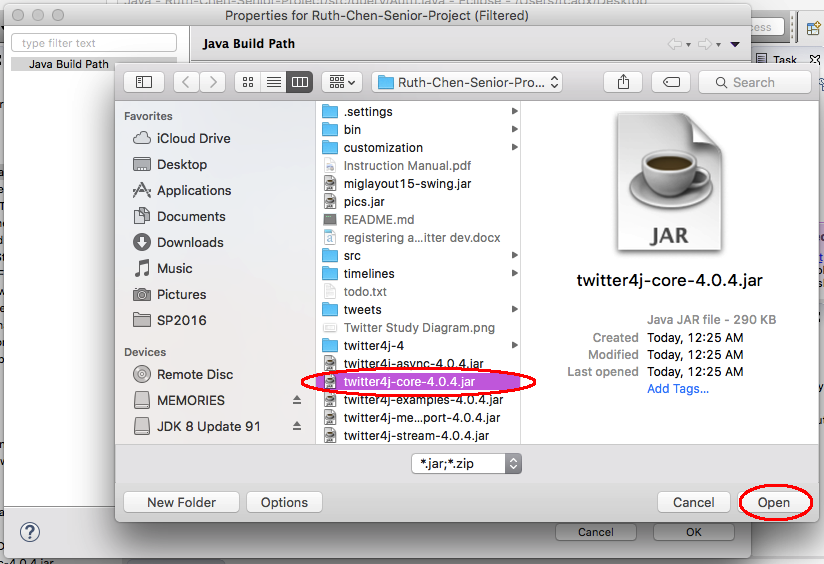 Properties for Ruth-Chen-Senior-Project (Filtered)
type filter text
Java Build Path
Java Build Path
Task
Ruth-Chen-Senior-Pro...
Search
Favorites
iCloud Drive
Desktop
Applications
Documents
Downloads
Music
Pictures
SP2016
Devices
Remote Disc
MEMORIES
JDK 8 Update 91
.settings
bin
customization
Instruction Manual.pdf
miglayout15-swing.jar
pics.jar
README.md
registering a...itter dev.docx
src
timelines
todo.txt
tweets
Twitter Study Diagram.png
twitter4j-4
twitter4j-async-4.0.4.jar
twitter4j-core-4.0.4.jar
twitter4j-examples-4.0.4.jar
twitter4j-me...port-4.0.4.jar
twitter4j-stream-4.0.4.jar
JAR
twitter4j-core-4.0.4.jar
Java JAR file - 290 KB
Created Today, 12:25 AM
Modified Today, 12:25 AM
Last opened Today, 12:25 AM
Add Tags...
*.jar;*.zip
New Folder
Options
Cancel
Open
?
Cancel
OK